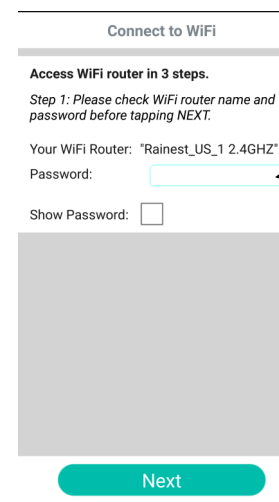 Connect to WiFi
Access WiFi router in 3 steps.
Step 1: Please check WiFi router name and
password before tapping NEXT.
Your WiFi Router: "Rainest_US_1 2.4GHZ"
Password:
Show Password:
Next